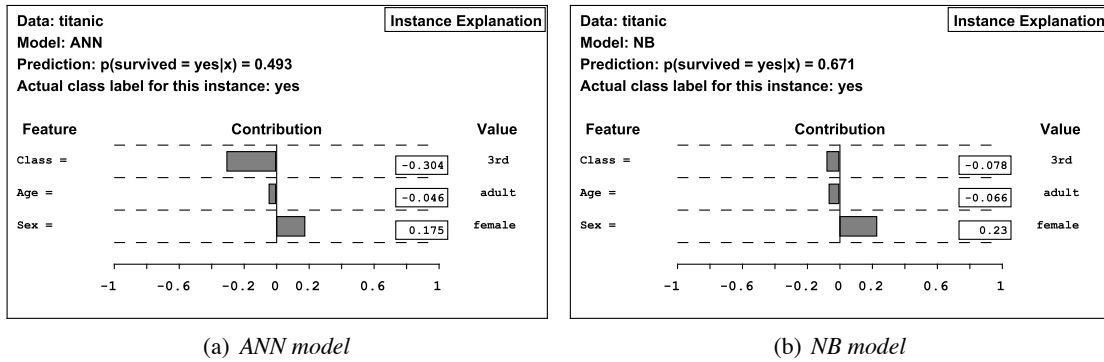 Data: titanic
Instance Explanation
Model: ANN
Prediction: p(survived = yes|x) = 0.493
Actual class label for this instance: yes
Feature Contribution Value
Class = -0.304 3rd
Age = -0.046 adult
Sex = 0.175 female
-1 -0.6 -0.2 0 0.2 0.6 1
(a) ANN model
Data: titanic
Instance Explanation
Model: NB
Prediction: p(survived = yes|x) = 0.671
Actual class label for this instance: yes
Feature Contribution Value
Class = -0.078 3rd
Age = -0.066 adult
Sex = 0.23 female
-1 -0.6 -0.2 0 0.2 0.6 1
(b) NB model